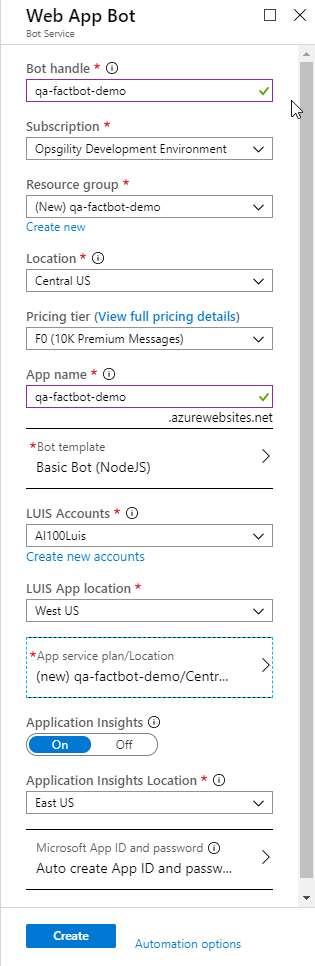 Web App Bot
Bot Service
Bot handle *
qa-factbot-demo
Subscription *
Opsgility Development Environment
Resource group *
(New) qa-factbot-demo
Create new
Location *
Central US
Pricing tier (View full pricing details)
F0 (10K Premium Messages)
App name *
qa-factbot-demo
.azurewebsites.net
*Bot template
Basic Bot (NodeJS)
LUIS Accounts *
AI100Luis
Create new accounts
LUIS App location *
West US
*App service plan/Location
(new) qa-factbot-demo/Centr...
Application Insights
On Off
Application Insights Location *
East US
Microsoft App ID and password
Auto create App ID and passw...
Create Automation options